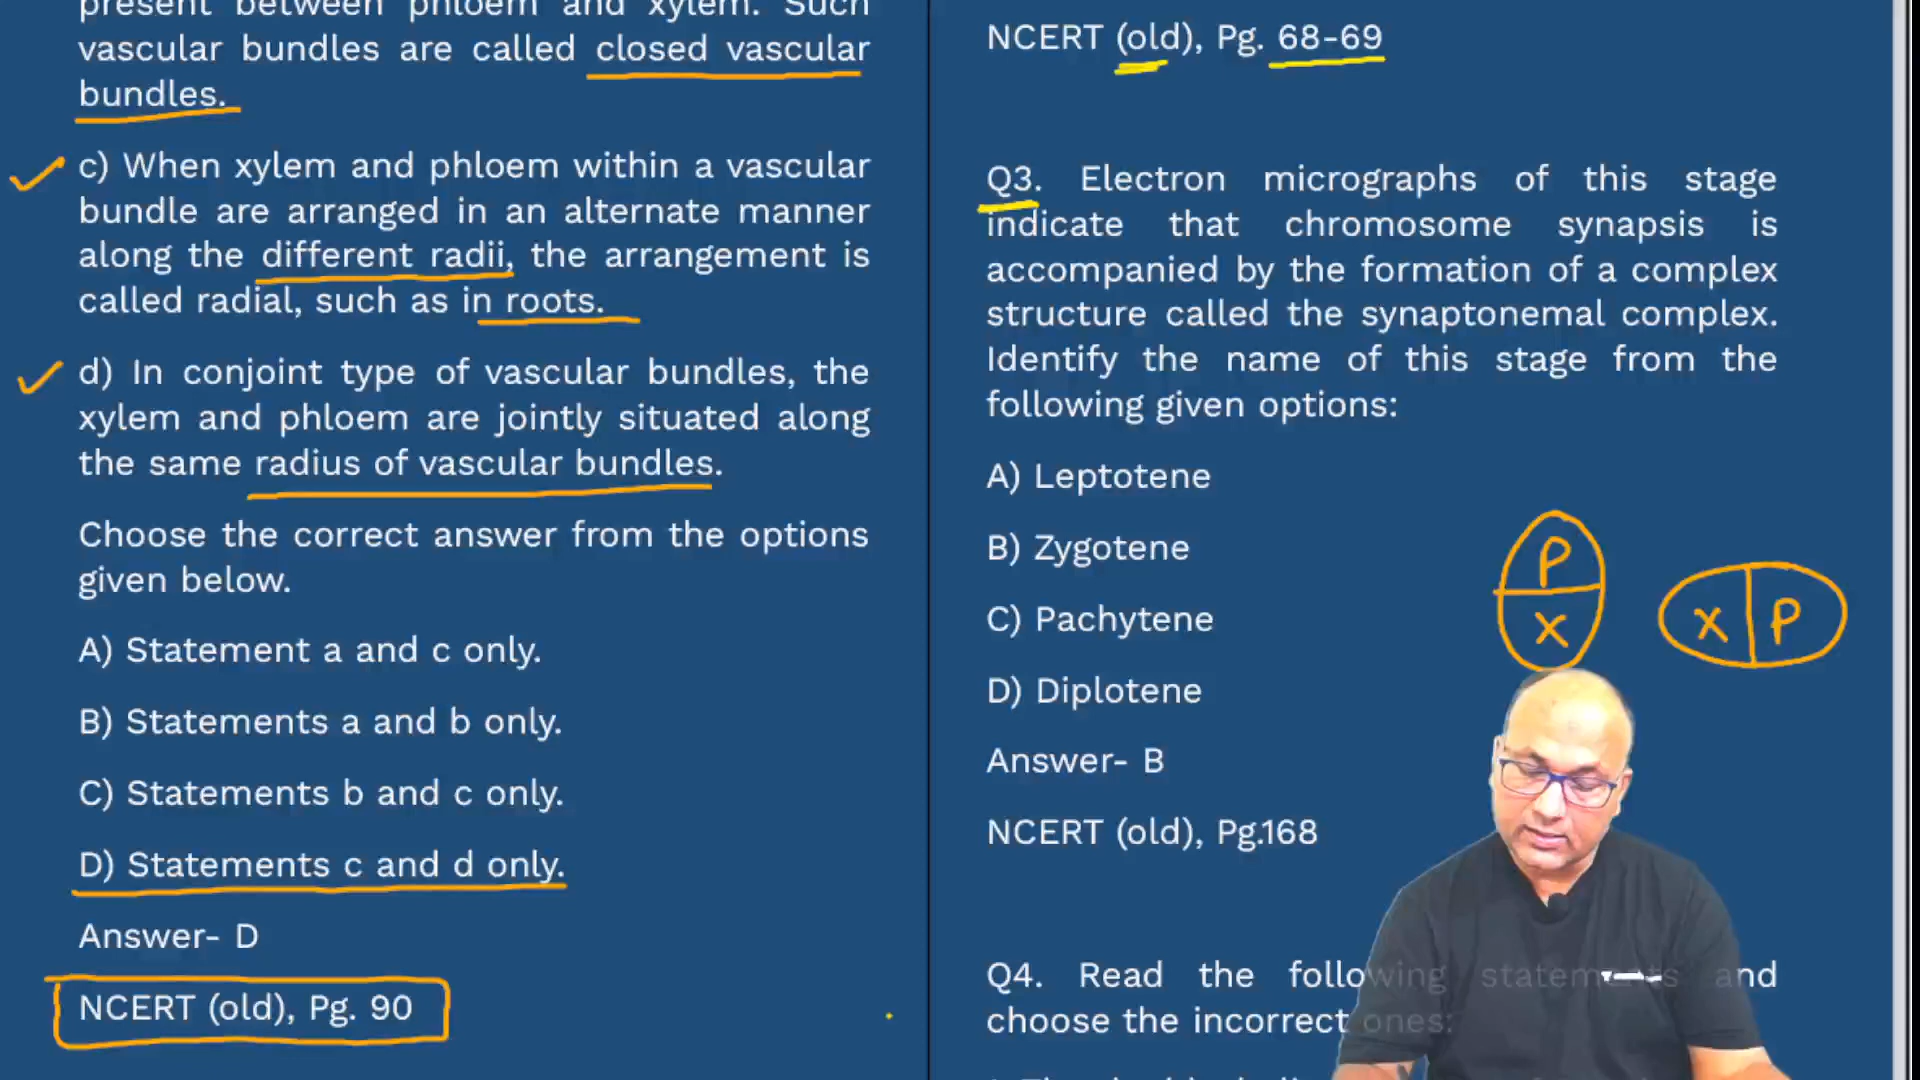 present between phloem and xylem. Such
vascular bundles are called closed vascular
bundles.
c) When xylem and phloem within a vascular
bundle are arranged in an alternate manner
along the different radii, the arrangement is
called radial, such as in roots.
d) In conjoint type of vascular bundles, the
xylem and phloem are jointly situated along
the same radius of vascular bundles.
Choose the correct answer from the options
given below.
A) Statement a and c only.
B) Statements a and b only.
C) Statements b and c only.
D) Statements c and d only.
Answer- D
NCERT (old), Pg. 90
NCERT (old), Pg. 68-69
Q3. Electron micrographs of this stage
indicate that chromosome synapsis is
accompanied by the formation of a complex
structure called the synaptonemal complex.
Identify the name of this stage from the
following given options:
A) Leptotene
B) Zygotene
C) Pachytene
D) Diplotene
Answer- B
NCERT (old), Pg.168
P
X
X P
Q4. Read the following statements and
choose the incorrect ones: